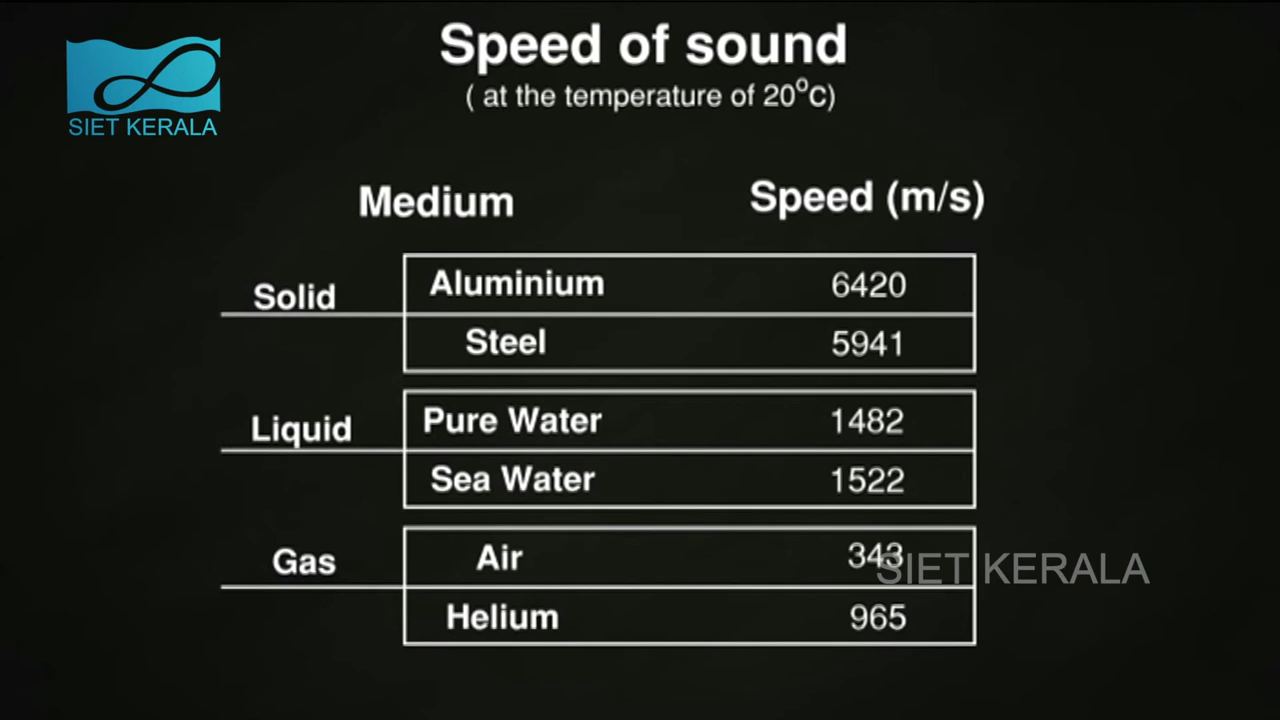 Speed of sound
( at the temperature of 20°C)
SIET KERALA
Medium Speed (m/s)
Solid Aluminium 6420
Steel 5941
Liquid Pure Water 1482
Sea Water 1522
Gas Air 343
SIET KERALA
Helium 965